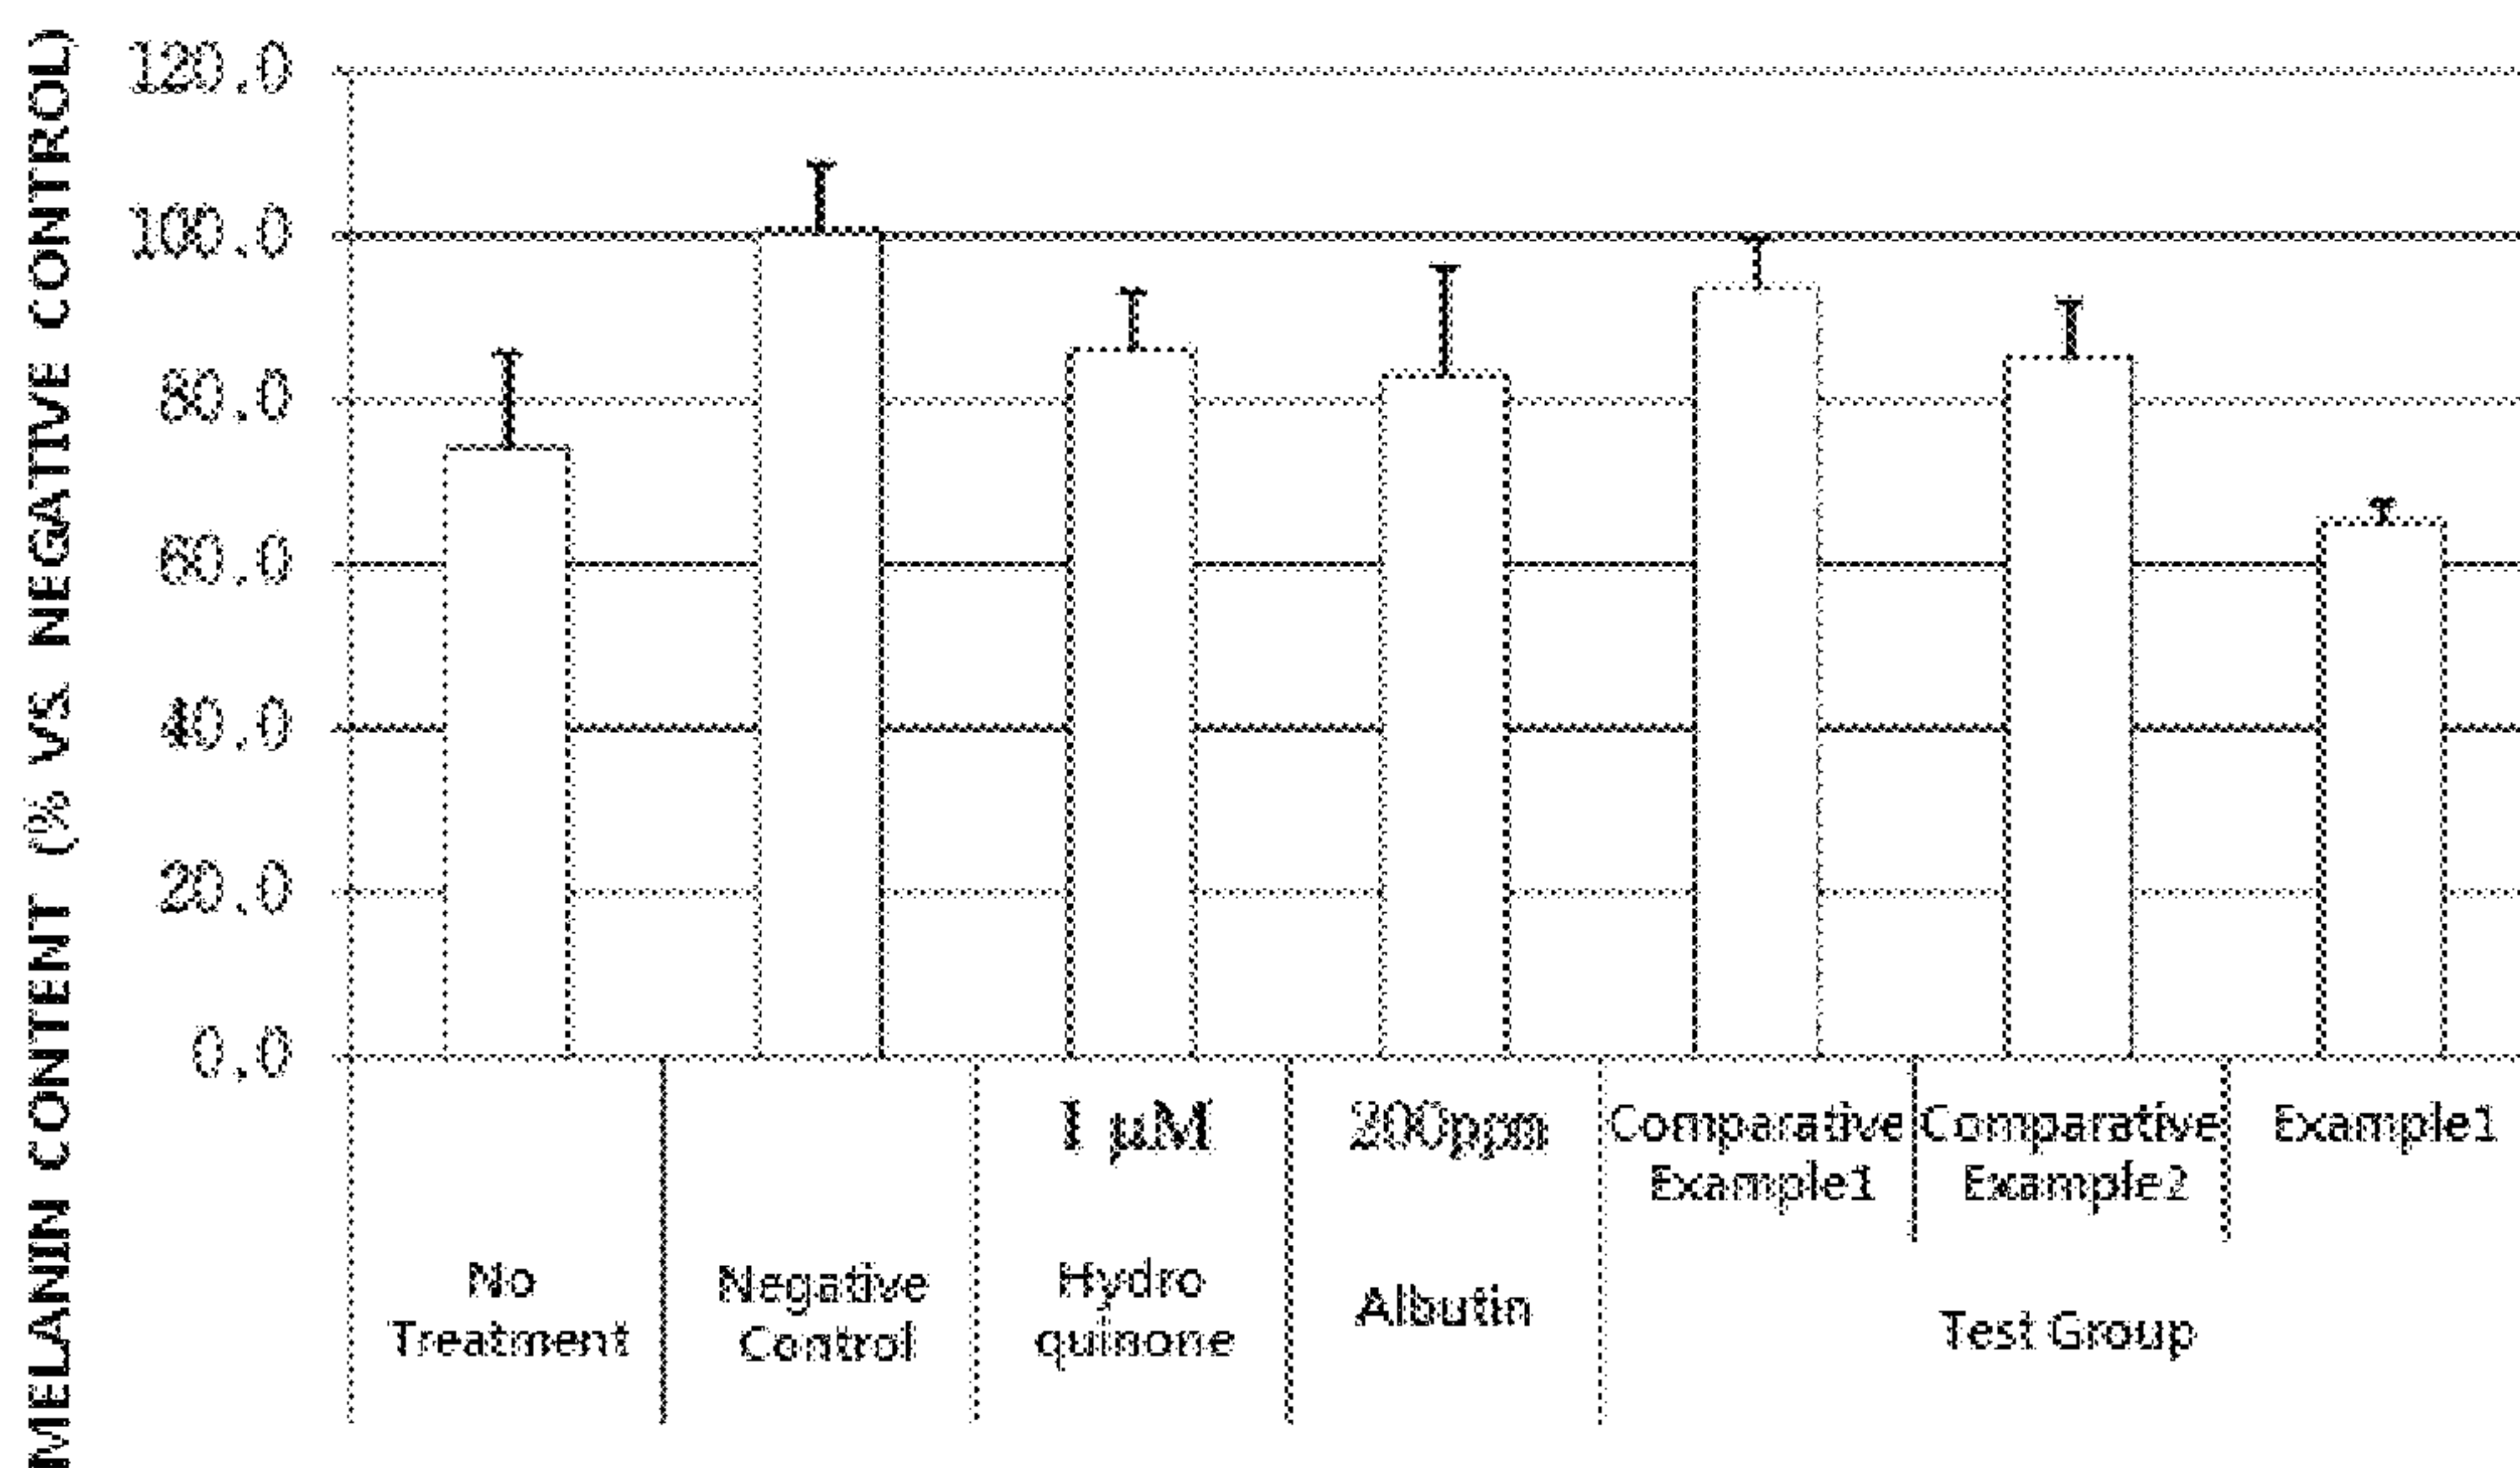 MELANIN CONTENT (% VS NEGATIVE CONTROL)
120.0
100.0
80.0
60.0
40.0
20.0
0.0
1 µM
200ppm
Comparative
Example1
Comparative
Example2
Example1
No
Treatment
Negative
Control
Hydro
quinone
Albutin
Test Group